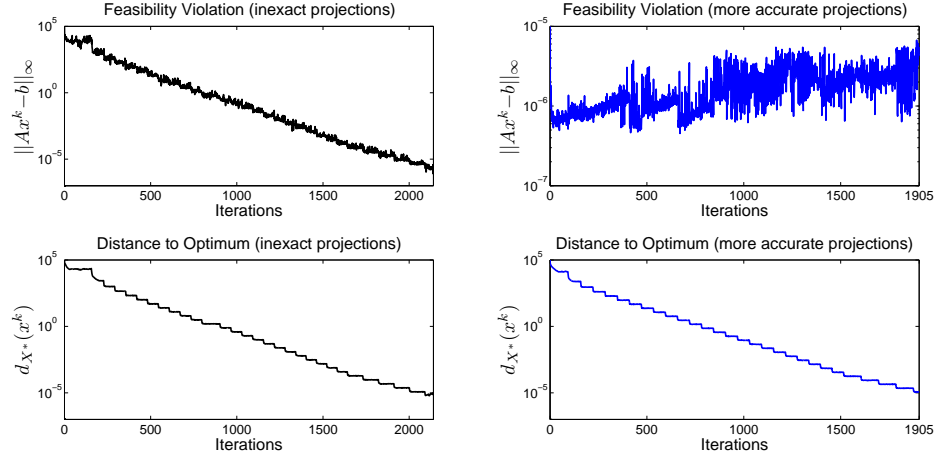 Feasibility Violation (inexact projections)
10^5
10^0
10^-5
||Ax^k−b||_∞
0 500 1000 1500 2000
Iterations
Feasibility Violation (more accurate projections)
10^-5
10^-6
10^-7
||Ax^k−b||_∞
0 500 1000 1500 1905
Iterations
Distance to Optimum (inexact projections)
10^5
10^0
10^-5
d_{X*}(x^k)
0 500 1000 1500 2000
Iterations
Distance to Optimum (more accurate projections)
10^5
10^0
10^-5
d_{X*}(x^k)
0 500 1000 1500 1905
Iterations